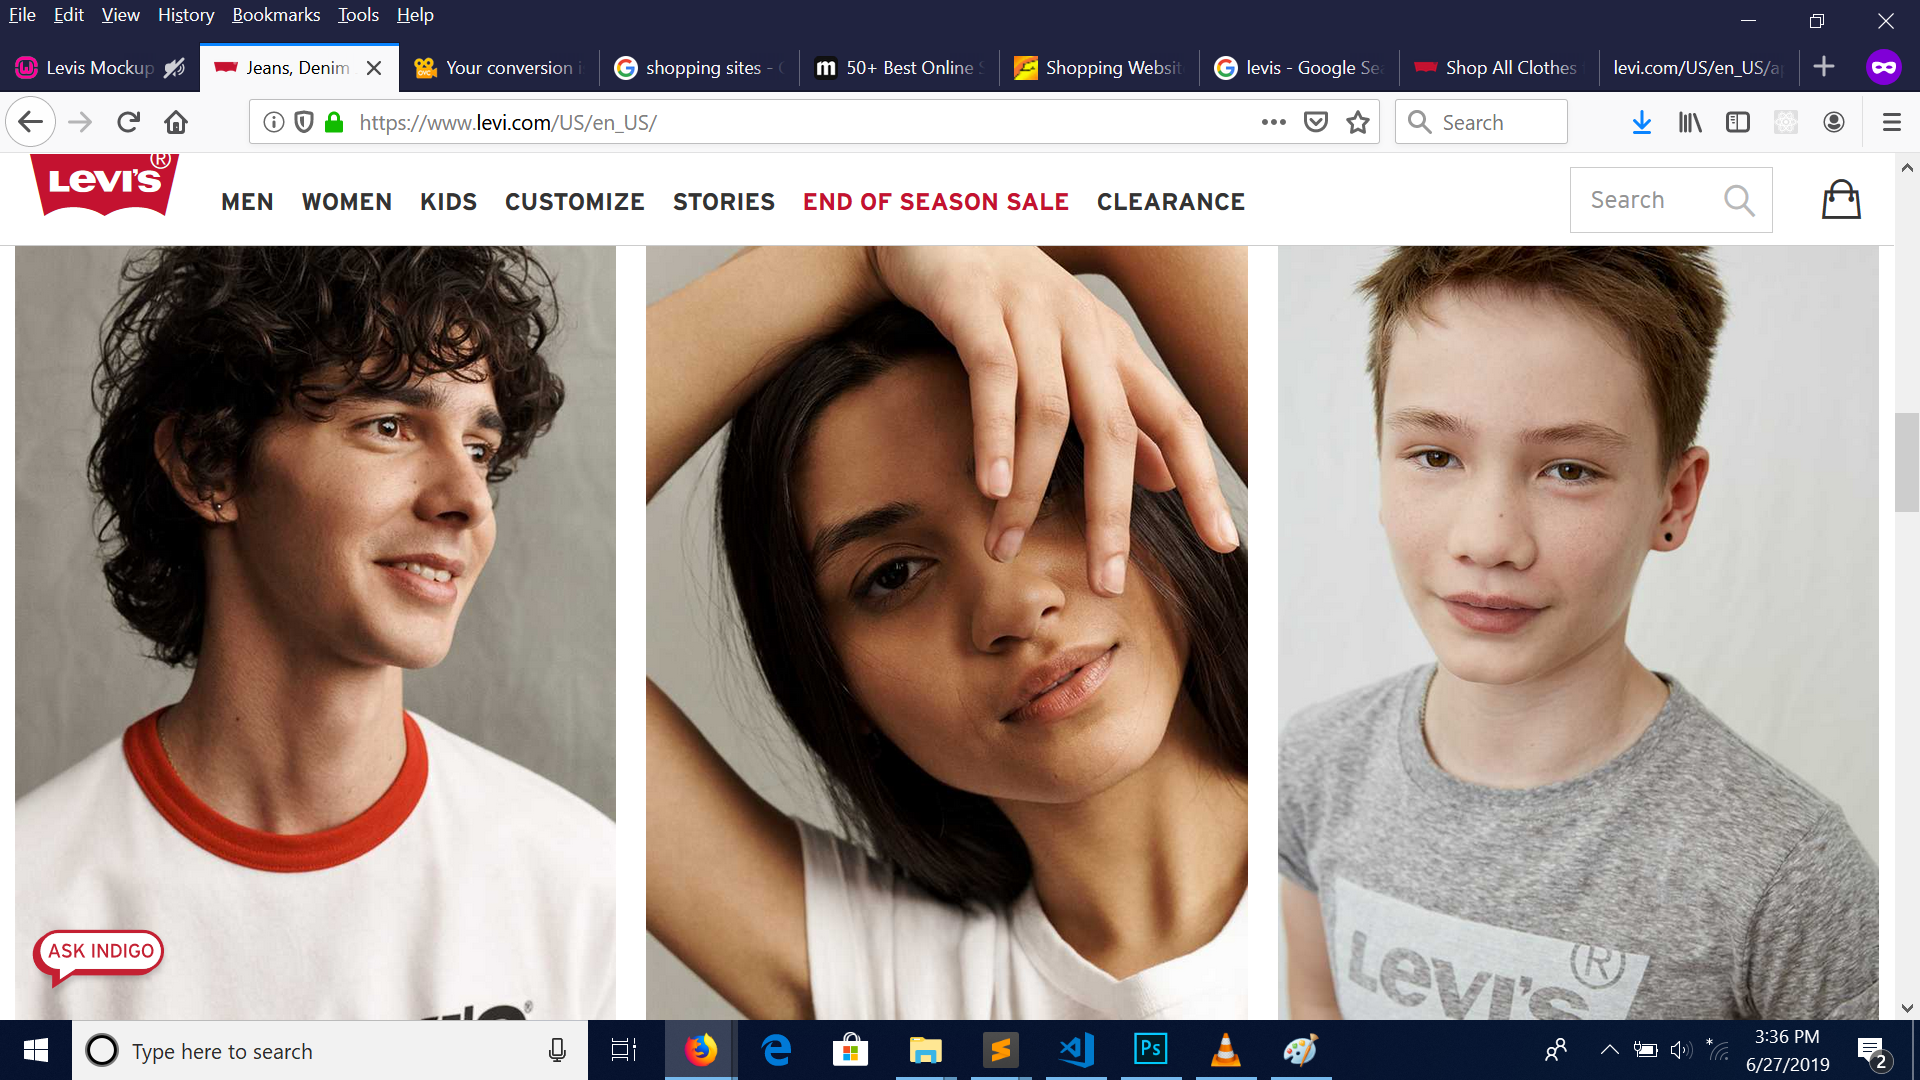 File Edit View History Bookmarks Tools Help
Levis Mockup
Jeans, Denim
Your conversion i
shopping sites -
50+ Best Online
Shopping Websit
levis - Google Se
Shop All Clothes
levi.com/US/en_US/a
https://www.levi.com/US/en_US/
Search
LEVI'S ®
MEN WOMEN KIDS CUSTOMIZE STORIES END OF SEASON SALE CLEARANCE
Search
LEVI'S ®
ASK INDIGO
Type here to search
Ps
3:36 PM
6/27/2019
2